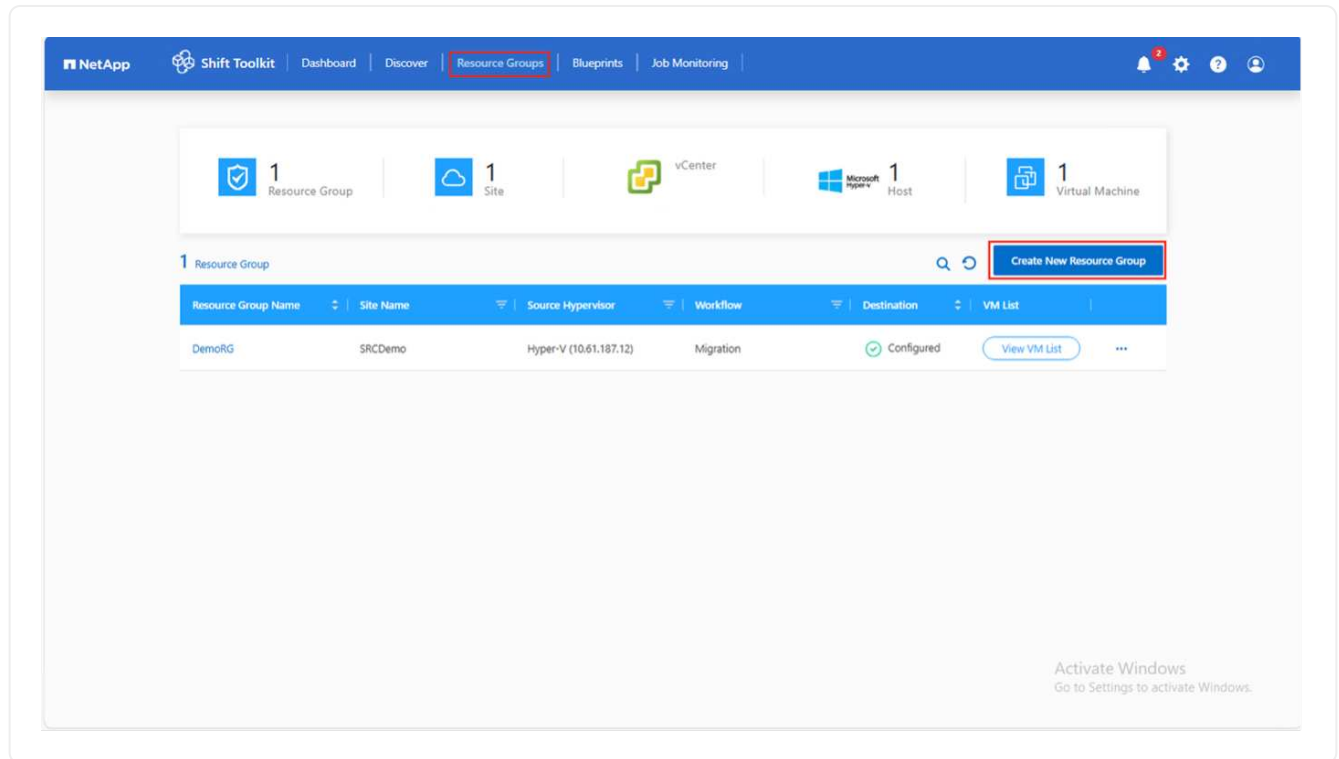 NetApp Shift Toolkit Dashboard Discover Resource Groups Blueprints Job Monitoring 2 ?
1
Resource Group
1
Site
vCenter
Microsoft
Hyper-v
1
Host
1
Virtual Machine
1 Resource Group Create New Resource Group
Resource Group Name Site Name Source Hypervisor Workflow Destination VM List
DemoRG SRCDemo Hyper-V (10.61.187.12) Migration Configured View VM List ...
Activate Windows
Go to Settings to activate Windows.